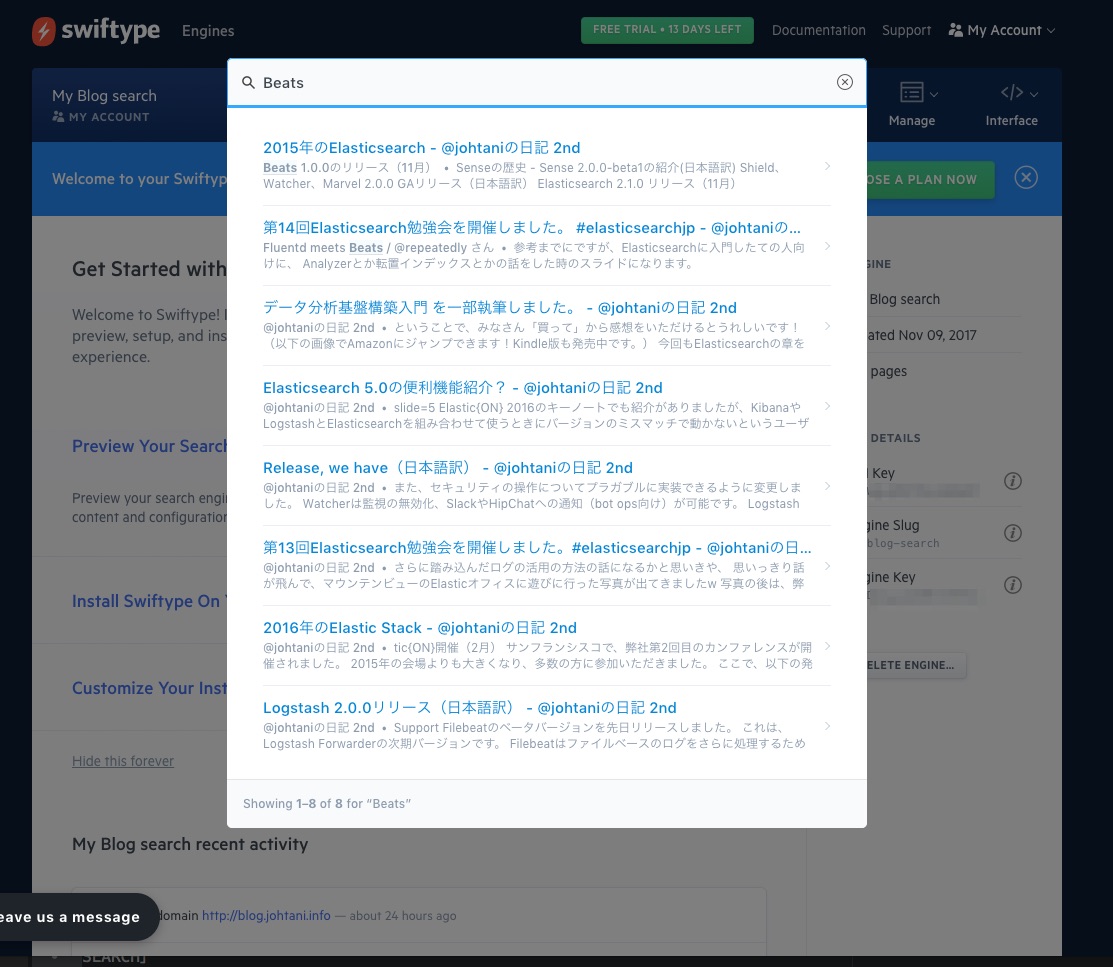 swiftype
Engines
FREE TRIAL • 13 DAYS LEFT
Documentation
Support
My Account
My Blog search
MY ACCOUNT
Manage
Interface
Welcome to your Swiftyp
OSE A PLAN NOW
Beats
2015年のElasticsearch - @johtaniの日記 2nd
Beats 1.0.0のリリース（11月） • Senseの歴史 - Sense 2.0.0-beta1の紹介(日本語訳) Shield、
Watcher、Marvel 2.0.0 GAリリース（日本語訳） Elasticsearch 2.1.0 リリース（11月）
第14回Elasticsearch勉強会を開催しました。 #elasticsearchjp - @johtaniの...
Fluentd meets Beats / @repeatedly さん • 参考までにですが、Elasticsearchに入門したての人向
けに、 Analyzerとか転置インデックスとかの話をした時のスライドになります。
データ分析基盤構築入門 を一部執筆しました。 - @johtaniの日記 2nd
@johtaniの日記 2nd • ということで、みなさん「買って」から感想をいただけるとうれしいです！
（以下の画像でAmazonにジャンプできます！Kindle版も発売中です。） 今回もElasticsearchの章を
Elasticsearch 5.0の便利機能紹介？ - @johtaniの日記 2nd
@johtaniの日記 2nd • slide=5 Elastic{ON} 2016のキーノートでも紹介がありましたが、Kibanaや
LogstashとElasticsearchを組み合わせて使うときにバージョンのミスマッチで動かないというユーザ
Release, we have（日本語訳） - @johtaniの日記 2nd
@johtaniの日記 2nd • また、セキュリティの操作についてプラガブルに実装できるように変更しま
した。 Watcherは監視の無効化、SlackやHipChatへの通知（bot ops向け）が可能です。 Logstash
第13回Elasticsearch勉強会を開催しました。#elasticsearchjp - @johtaniの日...
@johtaniの日記 2nd • さらに踏み込んだログの活用の方法の話になるかと思いきや、 思いっきり話
が飛んで、マウンテンビューのElasticオフィスに遊びに行った写真が出てきましたw 写真の後は、弊
2016年のElastic Stack - @johtaniの日記 2nd
@johtaniの日記 2nd • tic{ON}開催（2月） サンフランシスコで、弊社第2回目のカンファレンスが開
催されました。 2015年の会場よりも大きくなり、多数の方に参加いただきました。 ここで、以下の発
Logstash 2.0.0リリース（日本語訳） - @johtaniの日記 2nd
@johtaniの日記 2nd • Support Filebeatのベータバージョンを先日リリースしました。 これは、
Logstash Forwarderの次期バージョンです。 Filebeatはファイルベースのログをさらに処理するため
Showing 1–8 of 8 for “Beats”
Get Started with
Welcome to Swiftype! I
preview, setup, and ins
experience.
Preview Your Search
Preview your search engi
content and configuration
Install Swiftype On Y
Customize Your Inst
Hide this forever
GINE
Blog search
ated Nov 09, 2017
pages
DETAILS
Key
gine Slug
blog-search
gine Key
ELETE ENGINE...
My Blog search recent activity
domain http://blog.johtani.info — about 24 hours ago
eave us a message
SEARCH]